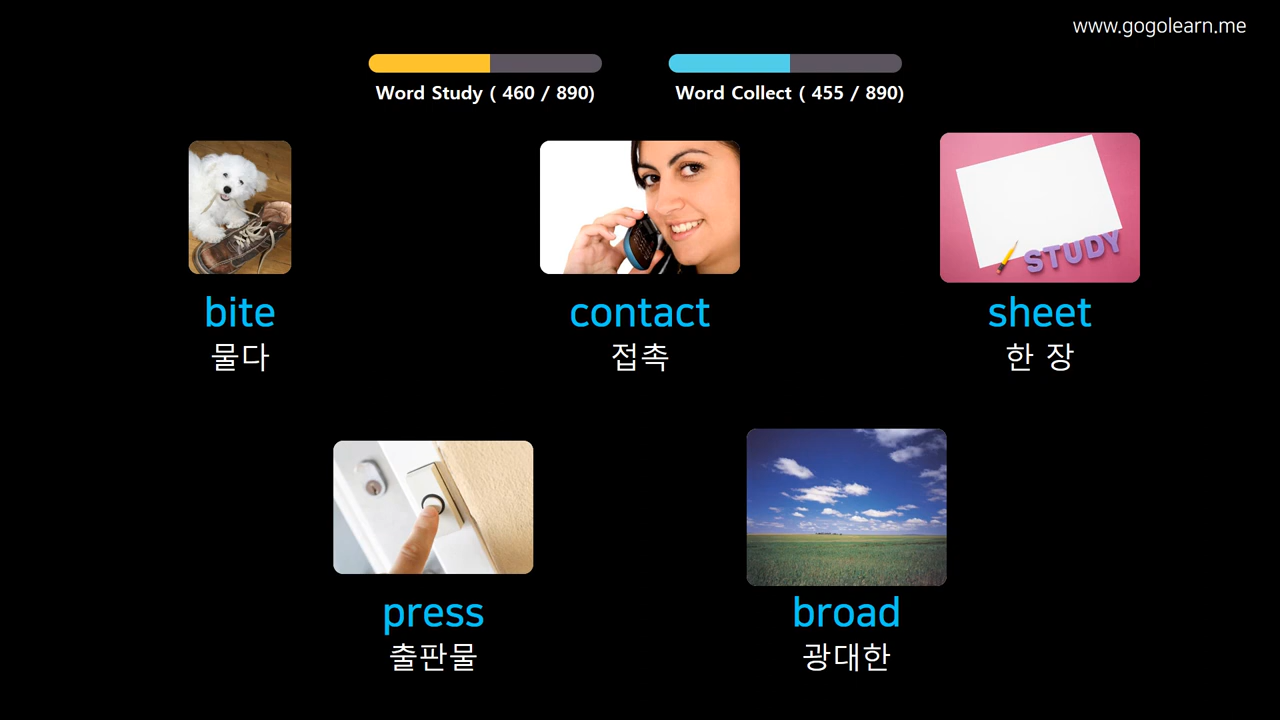 www.gogolearn.me
Word Study ( 460 / 890)
Word Collect ( 455 / 890)
STUDY
bite
물다
contact
접촉
sheet
한 장
press
출판물
broad
광대한